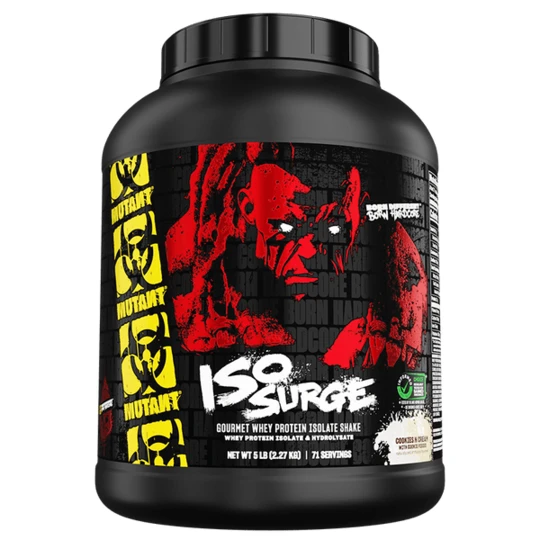 MUTANT
MUTANT
MUTANT
MUTANT
BORN HARDCORE
ISO
SURGE
GOURMET WHEY PROTEIN ISOLATE SHAKE
WHEY PROTEIN ISOLATE & HYDROLYSATE
NET WT 5 LB (2.27 KG) | 71 SERVINGS
COOKIES N CREAM